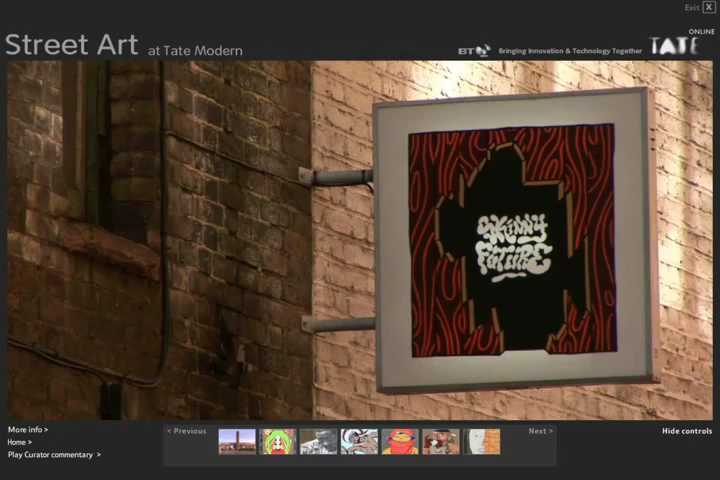 Exit X
ONLINE
Street Art at Tate Modern
BT Bringing Innovation & Technology Together TATE
SKINNY
FUTURE
More info >
Home >
Play Curator commentary >
< Previous
Next >
Hide controls